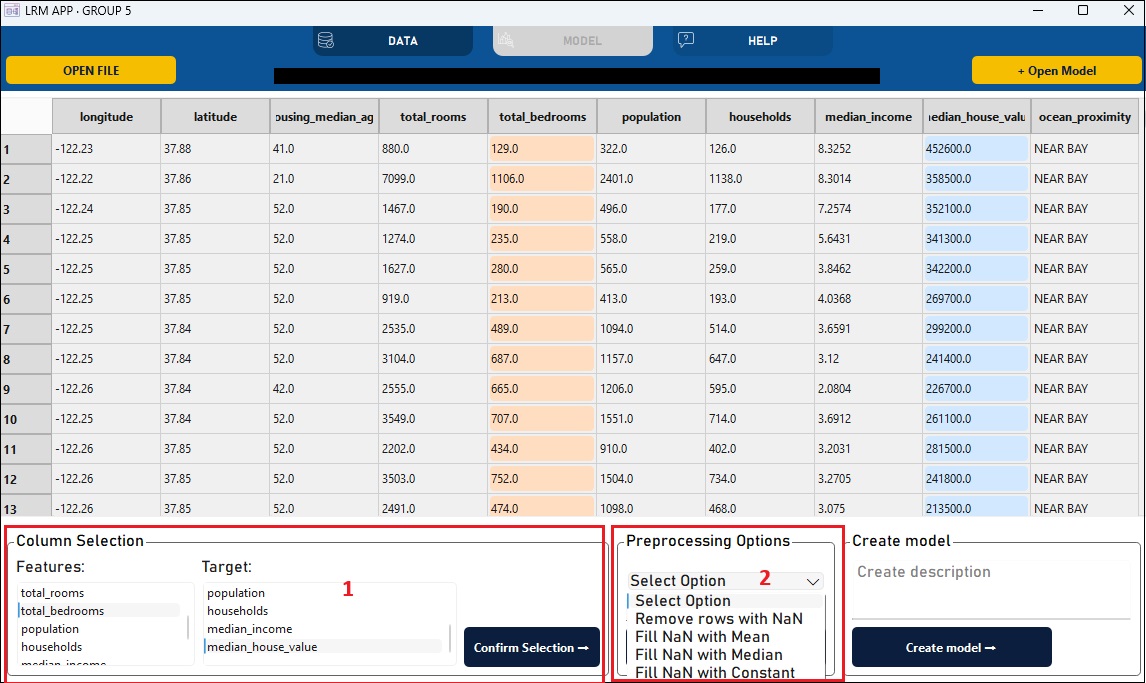 LRM APP · GROUP 5
DATA MODEL HELP
OPEN FILE + Open Model
longitude latitude ousing_median_ag total_rooms total_bedrooms population households median_income nedian_house_valu ocean_proximity
1 -122.23 37.88 41.0 880.0 129.0 322.0 126.0 8.3252 452600.0 NEAR BAY
2 -122.22 37.86 21.0 7099.0 1106.0 2401.0 1138.0 8.3014 358500.0 NEAR BAY
3 -122.24 37.85 52.0 1467.0 190.0 496.0 177.0 7.2574 352100.0 NEAR BAY
4 -122.25 37.85 52.0 1274.0 235.0 558.0 219.0 5.6431 341300.0 NEAR BAY
5 -122.25 37.85 52.0 1627.0 280.0 565.0 259.0 3.8462 342200.0 NEAR BAY
6 -122.25 37.85 52.0 919.0 213.0 413.0 193.0 4.0368 269700.0 NEAR BAY
7 -122.25 37.84 52.0 2535.0 489.0 1094.0 514.0 3.6591 299200.0 NEAR BAY
8 -122.25 37.84 52.0 3104.0 687.0 1157.0 647.0 3.12 241400.0 NEAR BAY
9 -122.26 37.84 42.0 2555.0 665.0 1206.0 595.0 2.0804 226700.0 NEAR BAY
10 -122.25 37.84 52.0 3549.0 707.0 1551.0 714.0 3.6912 261100.0 NEAR BAY
11 -122.26 37.85 52.0 2202.0 434.0 910.0 402.0 3.2031 281500.0 NEAR BAY
12 -122.26 37.85 52.0 3503.0 752.0 1504.0 734.0 3.2705 241800.0 NEAR BAY
13 -122.26 37.85 52.0 2491.0 474.0 1098.0 468.0 3.075 213500.0 NEAR BAY
Column Selection
Features:
total_rooms
total_bedrooms
population
households
median_income
Target:
population
households
median_income
median_house_value
1
Confirm Selection →
Preprocessing Options
Select Option 2
Select Option
Remove rows with NaN
Fill NaN with Mean
Fill NaN with Median
Fill NaN with Constant
Create model
Create description
Create model →